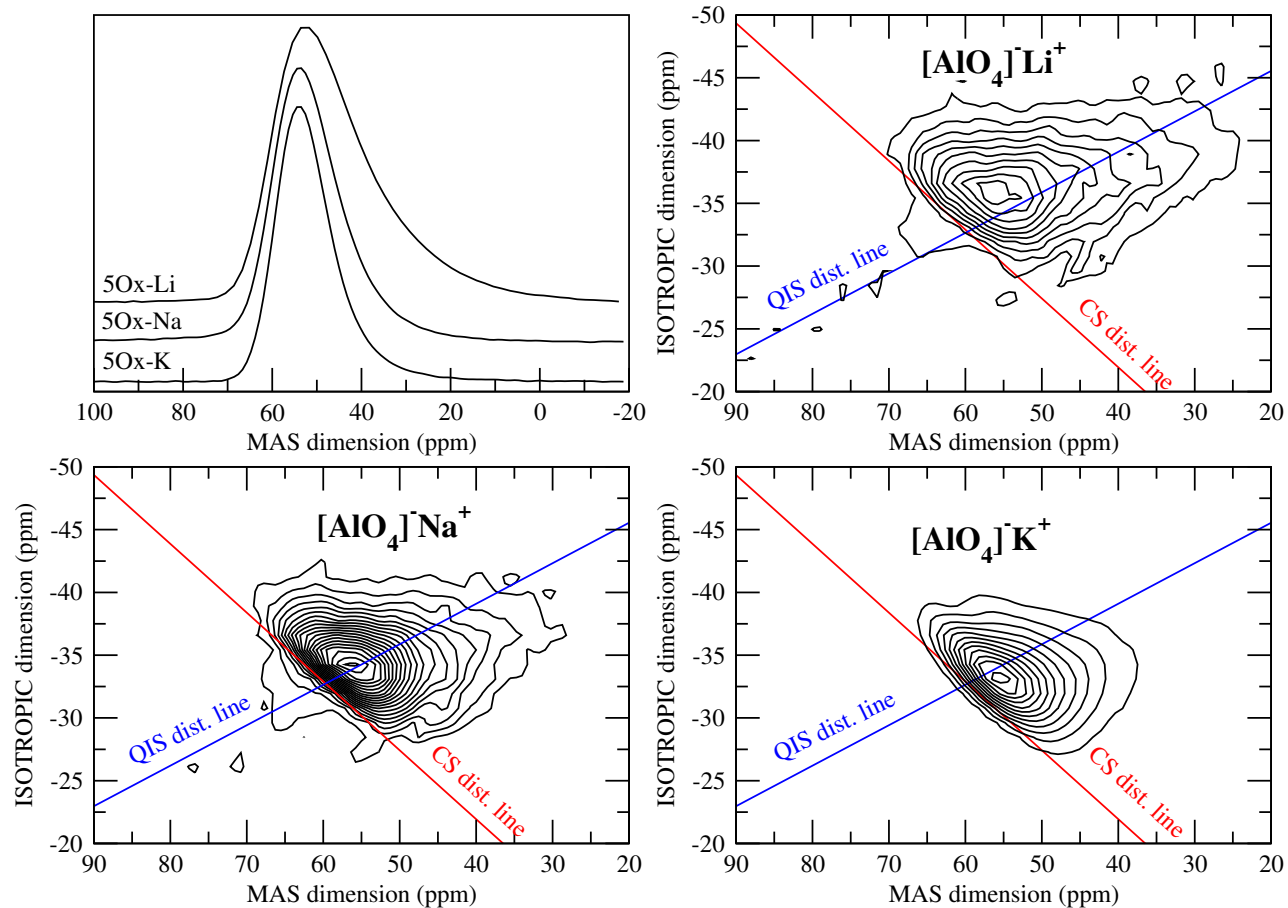 5Ox-Li
5Ox-Na
5Ox-K
100 80 60 40 20 0 -20
MAS dimension (ppm)
-50
-45
-40
-35
-30
-25
-20
ISOTROPIC dimension (ppm)
[AlO4]-Li+
QIS dist. line
CS dist. line
90 80 70 60 50 40 30 20
MAS dimension (ppm)
-50
-45
-40
-35
-30
-25
-20
ISOTROPIC dimension (ppm)
[AlO4]-Na+
QIS dist. line
CS dist. line
90 80 70 60 50 40 30 20
MAS dimension (ppm)
-50
-45
-40
-35
-30
-25
-20
ISOTROPIC dimension (ppm)
[AlO4]-K+
QIS dist. line
CS dist. line
90 80 70 60 50 40 30 20
MAS dimension (ppm)